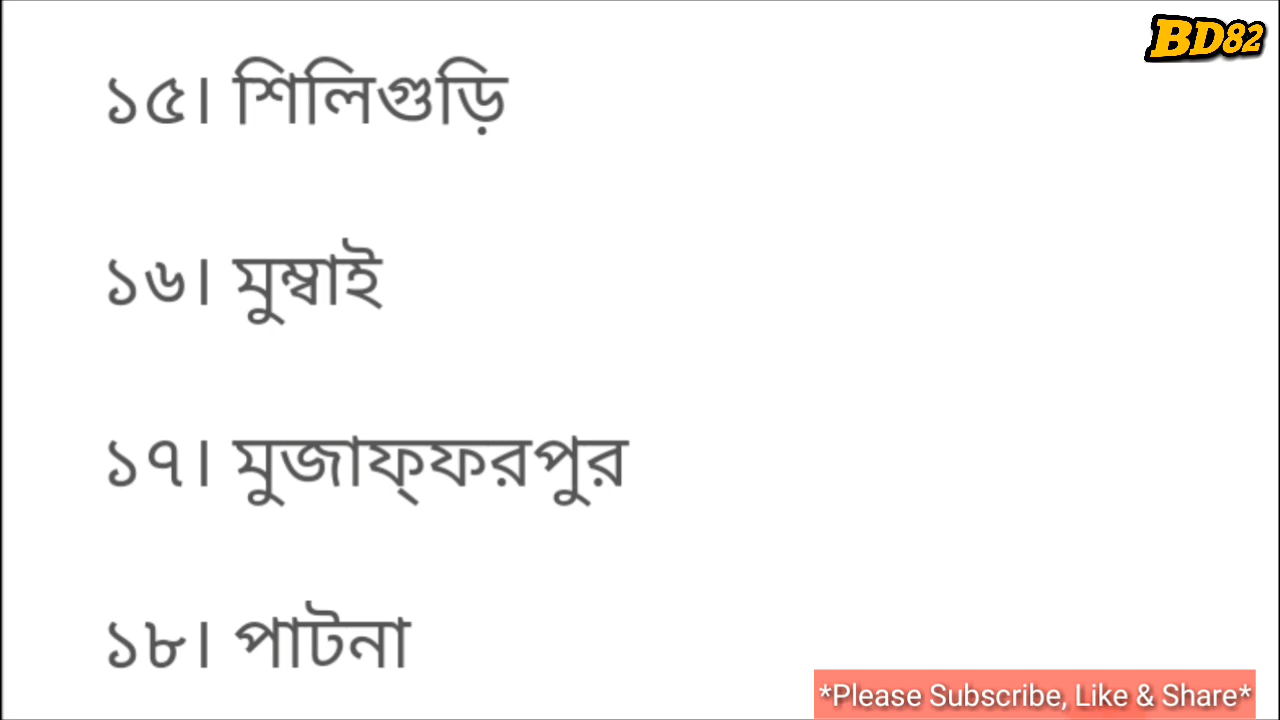 BD82
১৫। শিলিগুড়ি
১৬। মুম্বাই
১৭। মুজাফ্ফরপুর
১৮। পাটনা
*Please Subscribe, Like & Share*